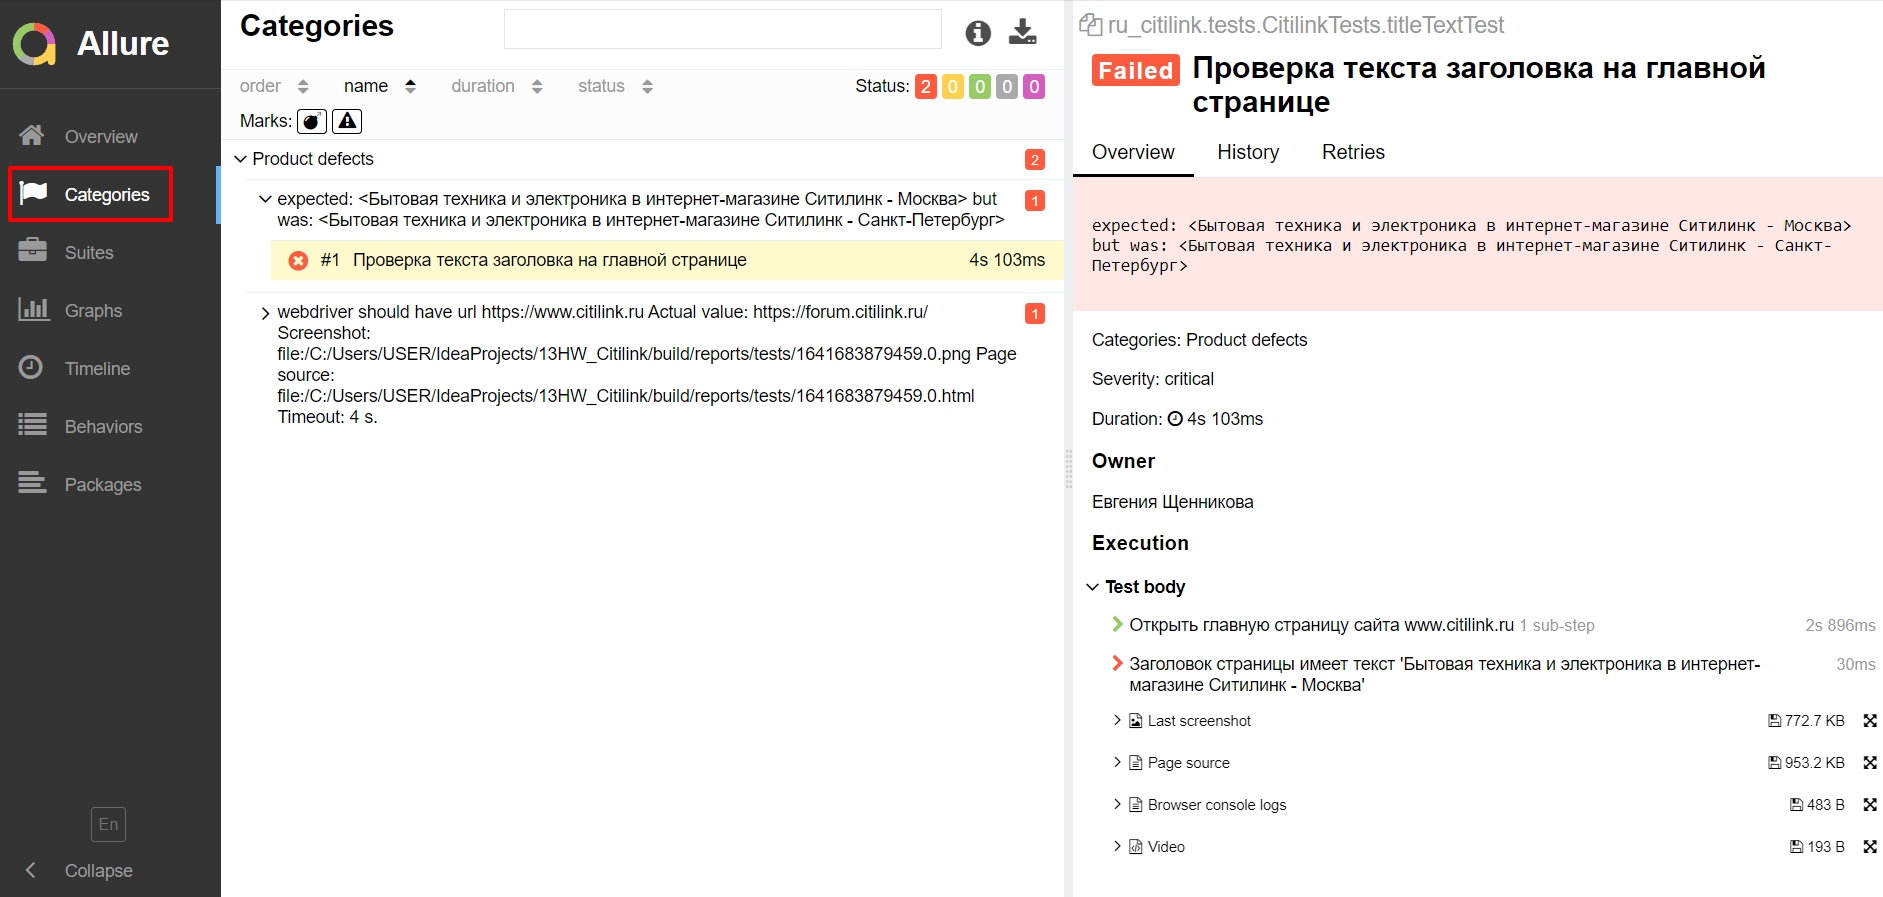 Allure
Overview
Categories
Suites
Graphs
Timeline
Behaviors
Packages
En
Collapse
Categories
order name duration status Status: 2 0 0 0 0
Marks:
Product defects 2
expected: <Бытовая техника и электроника в интернет-магазине Ситилинк - Москва> but 1
was: <Бытовая техника и электроника в интернет-магазине Ситилинк - Санкт-Петербург>
#1 Проверка текста заголовка на главной странице 4s 103ms
webdriver should have url https://www.citilink.ru Actual value: https://forum.citilink.ru/ 1
Screenshot:
file:/C:/Users/USER/IdeaProjects/13HW_Citilink/build/reports/tests/1641683879459.0.png Page
source:
file:/C:/Users/USER/IdeaProjects/13HW_Citilink/build/reports/tests/1641683879459.0.html
Timeout: 4 s.
ru_citilink.tests.CitilinkTests.titleTextTest
Failed Проверка текста заголовка на главной
странице
Overview History Retries
expected: <Бытовая техника и электроника в интернет-магазине Ситилинк - Москва>
but was: <Бытовая техника и электроника в интернет-магазине Ситилинк - Санкт-
Петербург>
Categories: Product defects
Severity: critical
Duration: 4s 103ms
Owner
Евгения Щенникова
Execution
Test body
Открыть главную страницу сайта www.citilink.ru 1 sub-step 2s 896ms
Заголовок страницы имеет текст 'Бытовая техника и электроника в интернет- 30ms
магазине Ситилинк - Москва'
Last screenshot 772.7 KB
Page source 953.2 KB
Browser console logs 483 B
Video 193 B